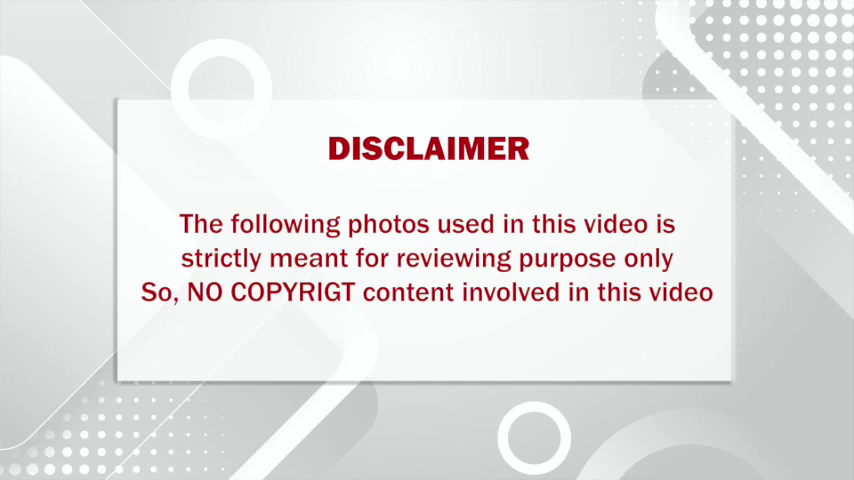 DISCLAIMER
The following photos used in this video is
strictly meant for reviewing purpose only
So, NO COPYRIGT content involved in this video